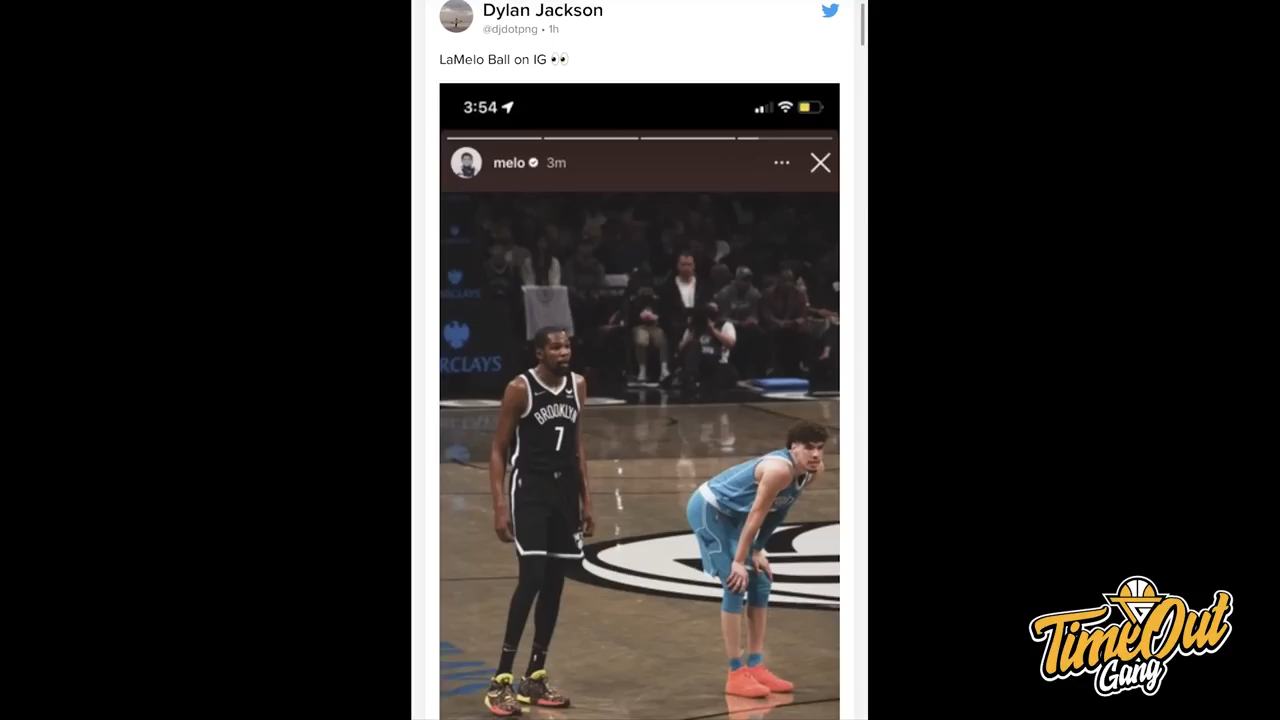 Dylan Jackson
@djdotpng • 1h
LaMelo Ball on IG 👀
3:54
melo 3m
RCLAYS
BROOKLYN
7
TimeOut
Gang